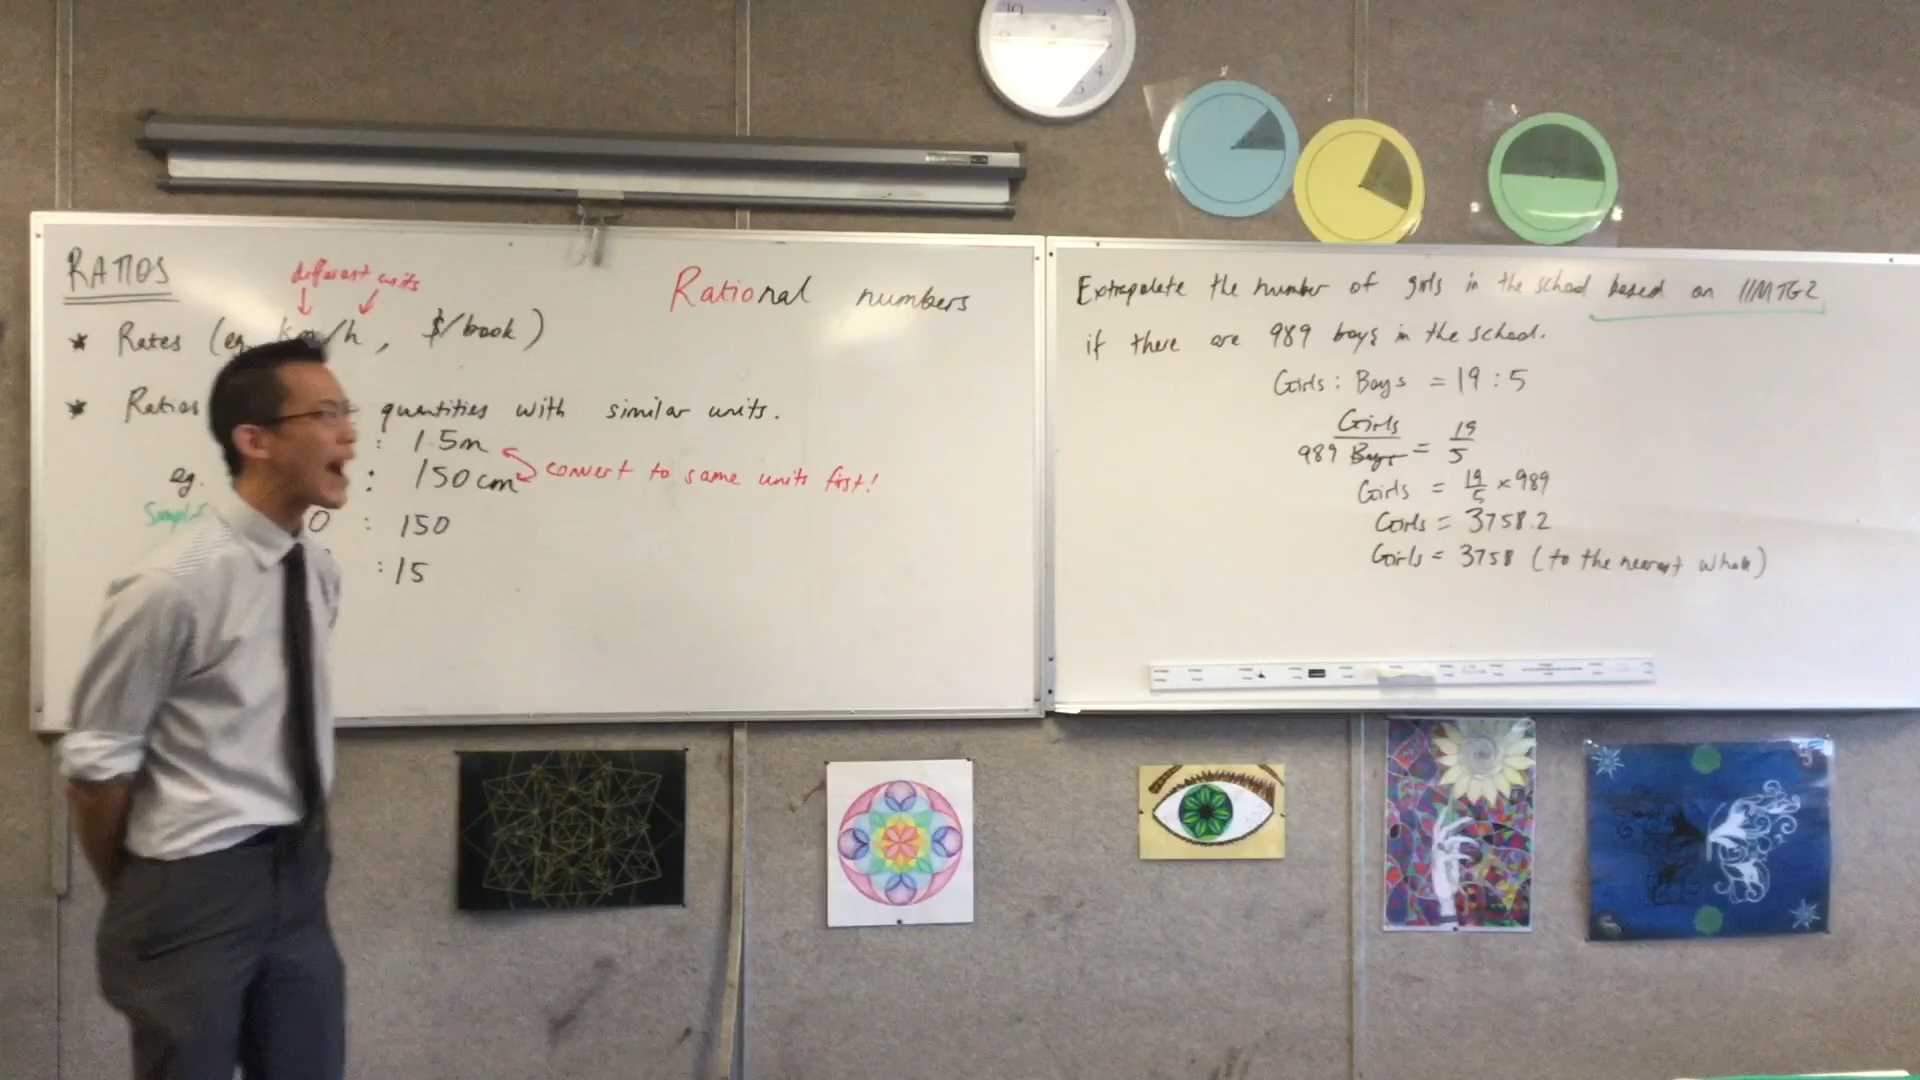 RATIOS
different units
Rational numbers
* Rates (eg. km/h, $/book)
* Ratios quantities with similar units.
: 1.5m
eg. : 150cm convert to same units first!
0 : 150
: 15
Extrapolate the number of girls in the school based on 11MTG2
if there are 989 boys in the school.
Girls : Boys = 19 : 5
Girls / 989 Boys = 19/5
Girls = 19/5 × 989
Girls = 3758.2
Girls = 3758 (to the nearest whole)